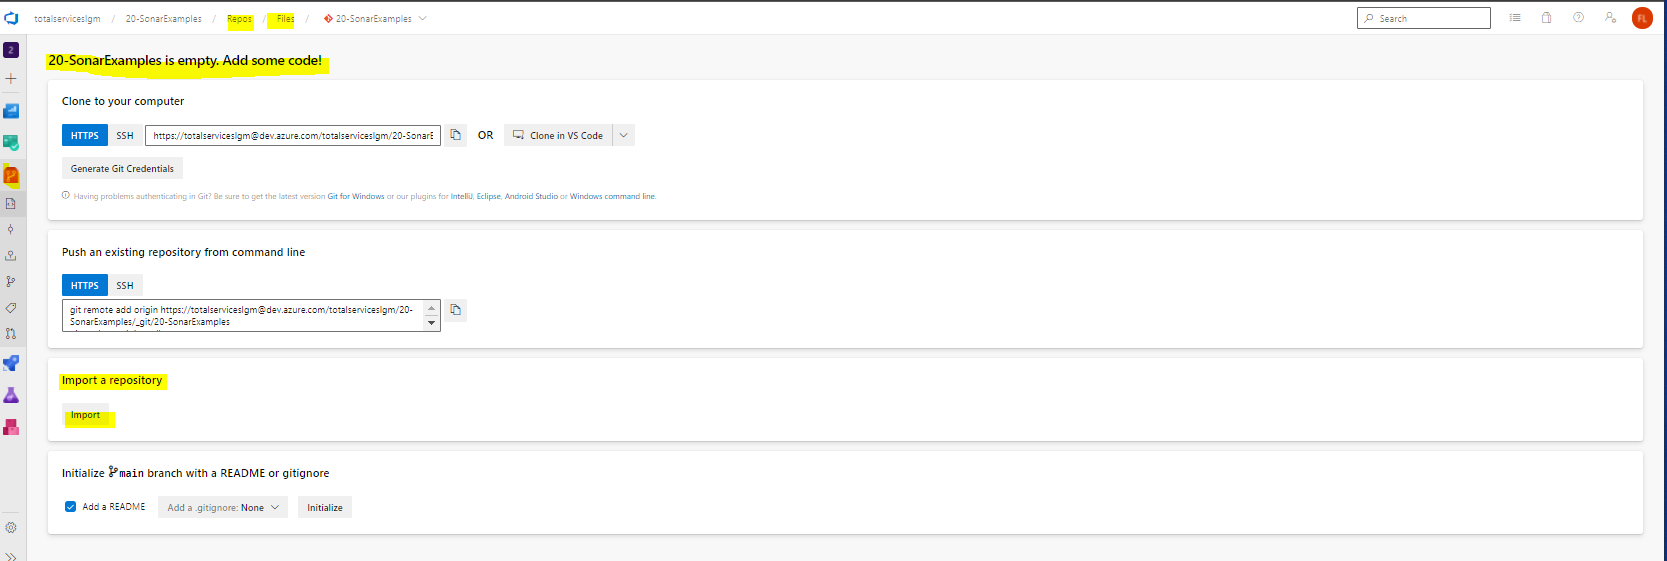 totalserviceslgm / 20-SonarExamples / Repos / Files / 20-SonarExamples
Search
FL
2
20-SonarExamples is empty. Add some code!
Clone to your computer
HTTPS SSH https://totalserviceslgm@dev.azure.com/totalserviceslgm/20-SonarE OR Clone in VS Code
Generate Git Credentials
Having problems authenticating in Git? Be sure to get the latest version Git for Windows or our plugins for IntelliJ, Eclipse, Android Studio or Windows command line.
Push an existing repository from command line
HTTPS SSH
git remote add origin https://totalserviceslgm@dev.azure.com/totalserviceslgm/20-
SonarExamples/_git/20-SonarExamples
Import a repository
Import
Initialize main branch with a README or gitignore
Add a README Add a .gitignore: None Initialize